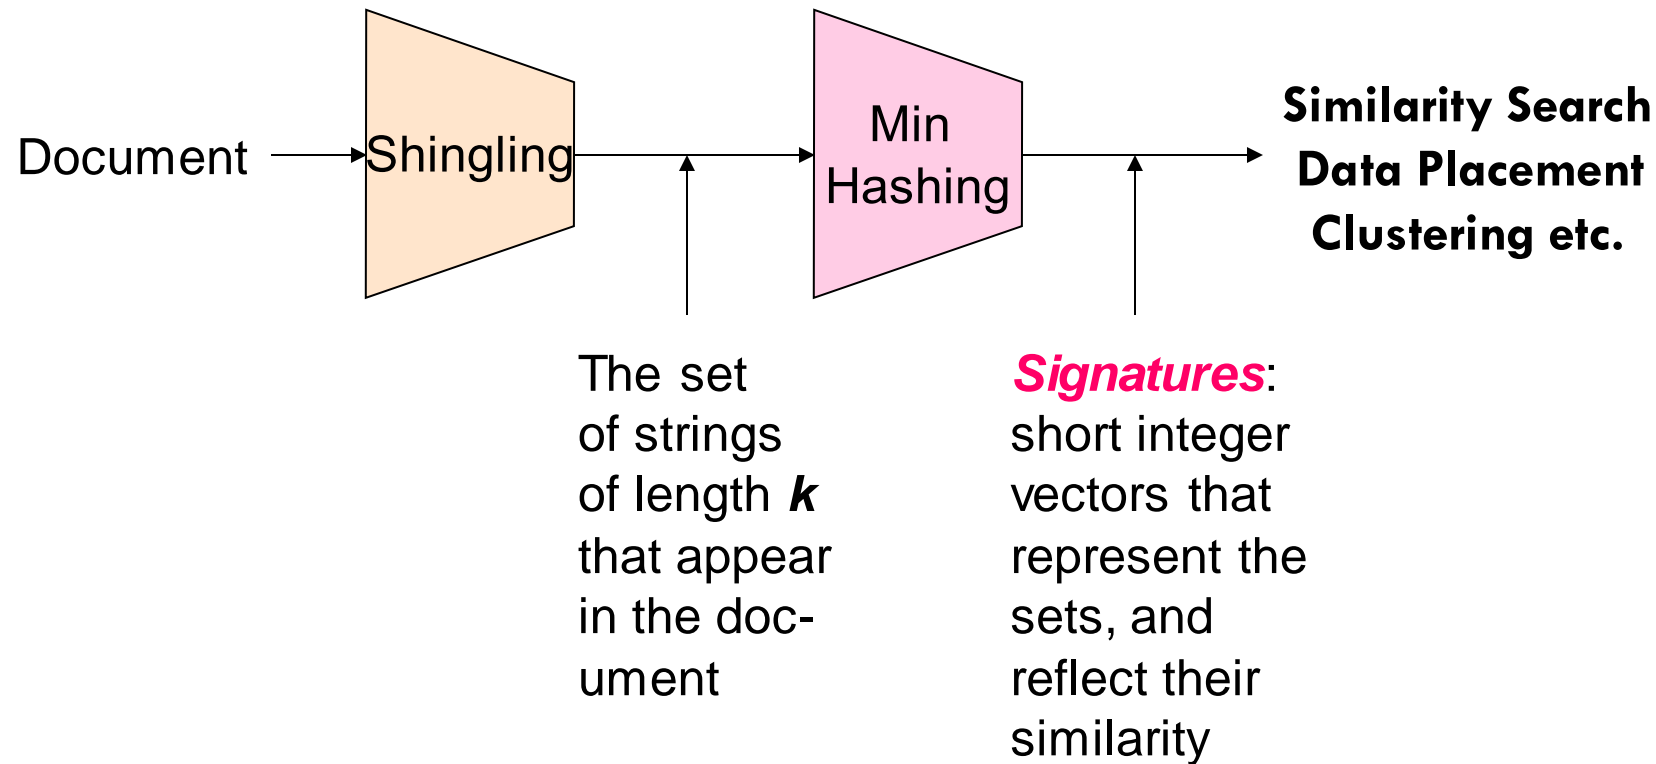 Document
Shingling
Min
Hashing
Similarity Search
Data Placement
Clustering etc.
The set
of strings
of length k
that appear
in the doc-
ument
Signatures:
short integer
vectors that
represent the
sets, and
reflect their
similarity